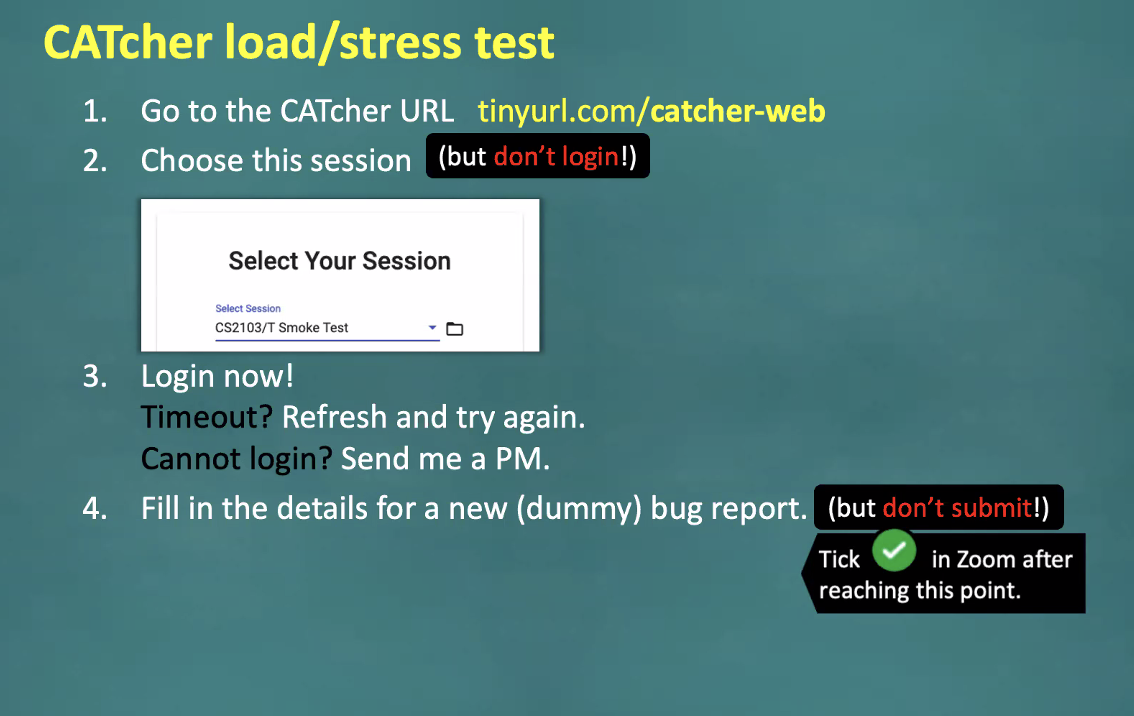 CATcher load/stress test
1. Go to the CATcher URL tinyurl.com/catcher-web
2. Choose this session (but don't login!)
Select Your Session
Select Session
CS2103/T Smoke Test
3. Login now!
Timeout? Refresh and try again.
Cannot login? Send me a PM.
4. Fill in the details for a new (dummy) bug report. (but don't submit!)
Tick in Zoom after
reaching this point.